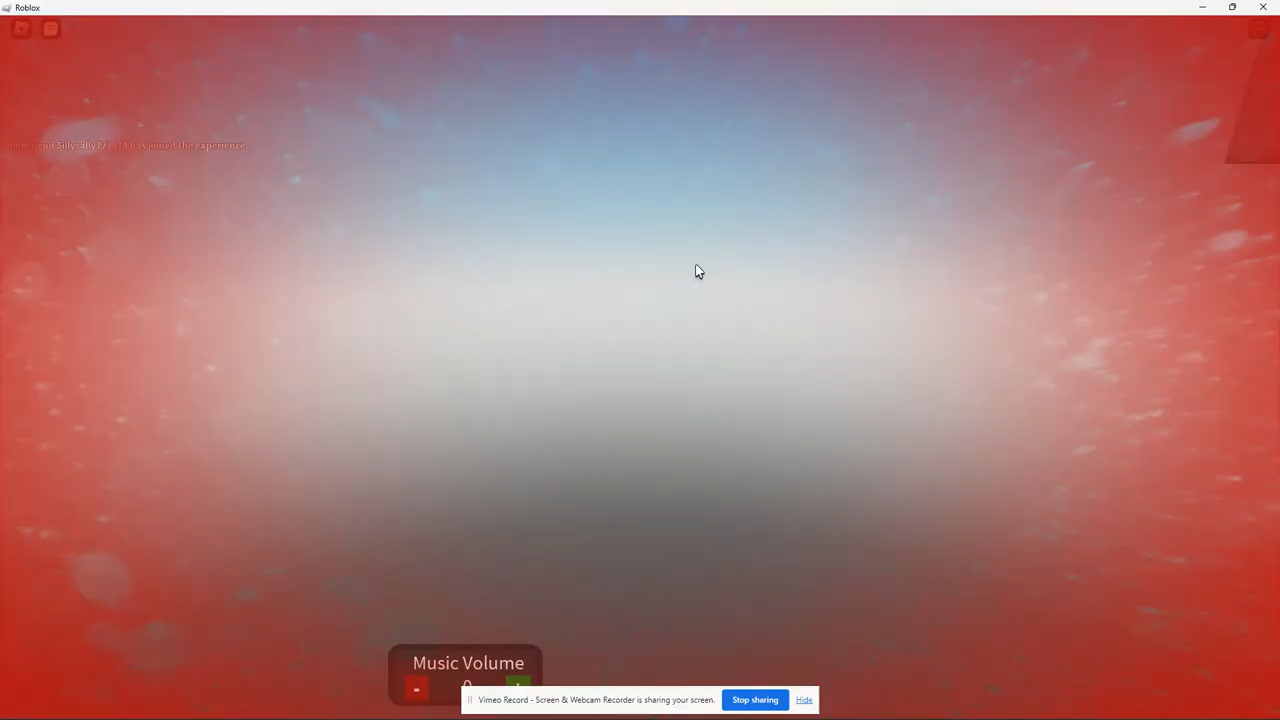 Roblox
Sillysally127514 has joined the experience.
Music Volume
- 0
Vimeo Record - Screen & Webcam Recorder is sharing your screen. Stop sharing Hide